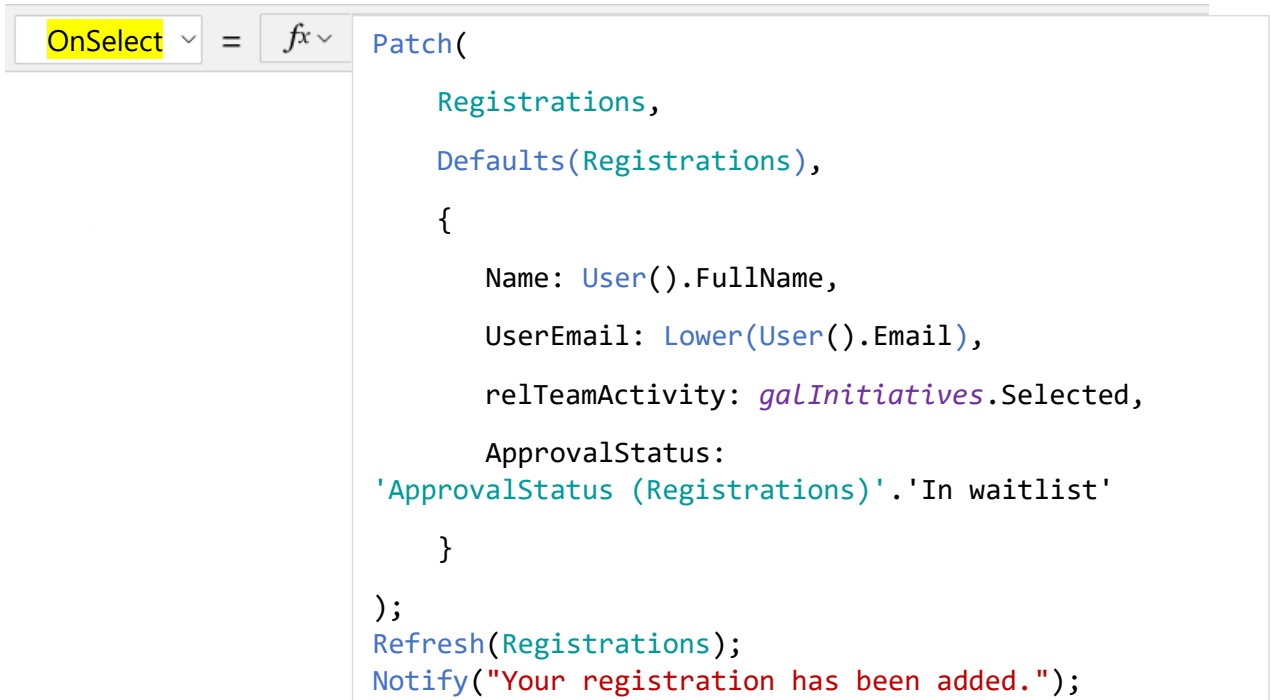 OnSelect = fx Patch(
Registrations,
Defaults(Registrations),
{
Name: User().FullName,
UserEmail: Lower(User().Email),
relTeamActivity: galInitiatives.Selected,
ApprovalStatus:
'ApprovalStatus (Registrations)'.'In waitlist'
}
);
Refresh(Registrations);
Notify("Your registration has been added.");